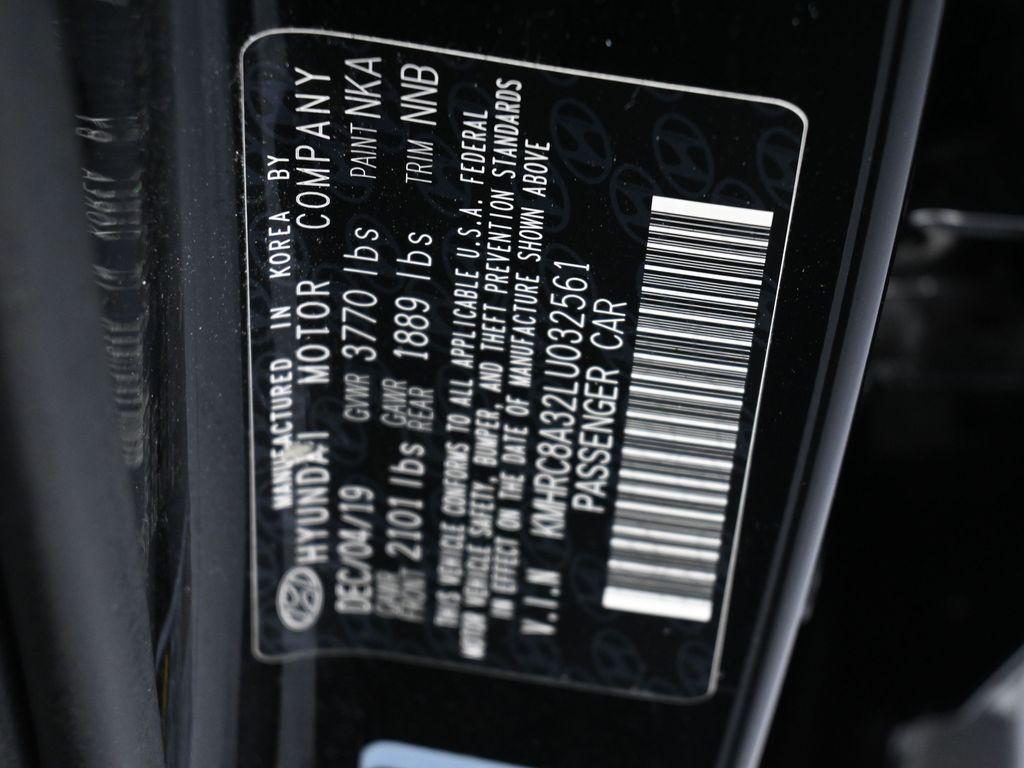 MANUFACTURED IN KOREA BY
HYUNDAI MOTOR COMPANY
DEC/04/19 GVWR 3770 lbs PAINT NKA
GAWR FRONT 2101 lbs GAWR REAR 1889 lbs TRIM NNB
THIS VEHICLE CONFORMS TO ALL APPLICABLE U.S.A. FEDERAL
MOTOR VEHICLE SAFETY, BUMPER, AND THEFT PREVENTION STANDARDS
IN EFFECT ON THE DATE OF MANUFACTURE SHOWN ABOVE
V.I.N KMHRC8A32LU032561
PASSENGER CAR